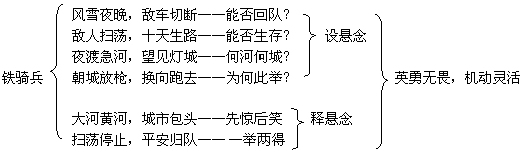 风雪夜晚，敌车切断——能否回队？
敌人扫荡，十天生路——能否生存？
设悬念
夜渡急河，望见灯城——何河何城？
铁骑兵
朝城放枪，换向跑去——为何此举？
英勇无畏，机动灵活
大河黄河，城市包头——先惊后笑
释悬念
扫荡停止，平安归队——一举两得